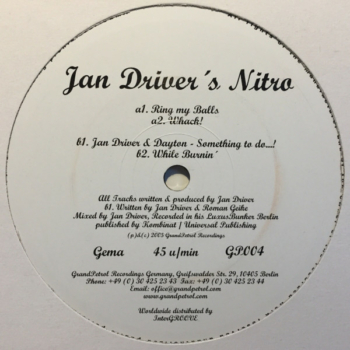 Jan Driver´s Nitro
a1. Ring my Balls
a2. Whack!
b1. Jan Driver & Dayton - Something to do...!
b2. While Burnin´
All Tracks written & produced by Jan Driver
b1. Written by Jan Driver & Roman Geike
Mixed by Jan Driver, Recorded in his LuxusBunker Berlin
published by Kombinat / Universal Publishing
(p)&(c) 2003 GrandPetrol Recordings
Gema 45 u/min GP004
GrandPetrol Recordings Germany, Greifswalder Str. 29, 10405 Berlin
Phone: +49 (0) 30 425 23 43 Fax: +49 (0) 30 425 23 44
Email: office@grandpetrol.com
www.grandpetrol.com
Worldwide distributed by
InterGROOVE